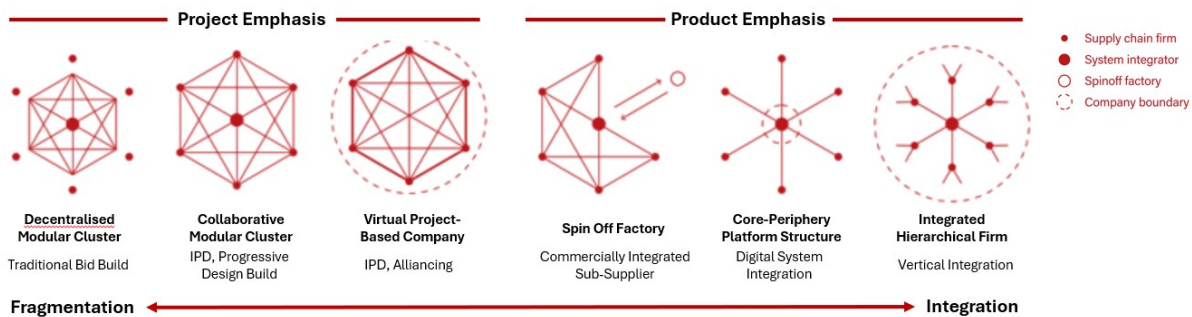 Project Emphasis
Product Emphasis
Supply chain firm
System integrator
Spinoff factory
Company boundary
Decentralised
Modular Cluster
Traditional Bid Build
Collaborative
Modular Cluster
IPD, Progressive
Design Build
Virtual Project-
Based Company
IPD, Alliancing
Spin Off Factory
Commercially Integrated
Sub-Supplier
Core-Periphery
Platform Structure
Digital System
Integration
Integrated
Hierarchical Firm
Vertical Integration
Fragmentation
Integration